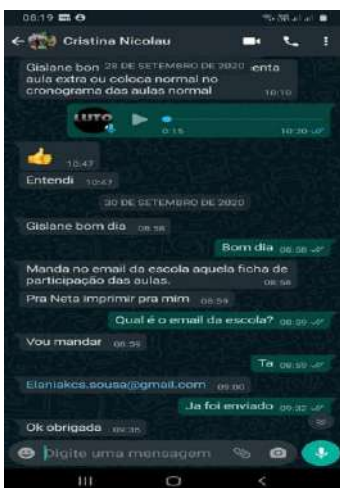 08:19
Cristina Nicolau
Gislane bon 28 DE SETEMBRO DE 2020 enta
aula extra ou coloca normal no
cronograma das aulas normal 10:10
LUTO
0:15 10:20
10:47
Entendi 10:47
30 DE SETEMBRO DE 2020
Gislane bom dia 08:58
Bom dia 08:58
Manda no email da escola aquela ficha de
participação das aulas. 08:58
Pra Neta imprimir pra mim 08:59
Qual é o email da escola? 08:59
Vou mandar 08:59
Ta 08:59
Elaniakcs.sousa@gmail.com 09:00
Ja foi enviado 09:32
Ok obrigada 09:35
Digite uma mensagem